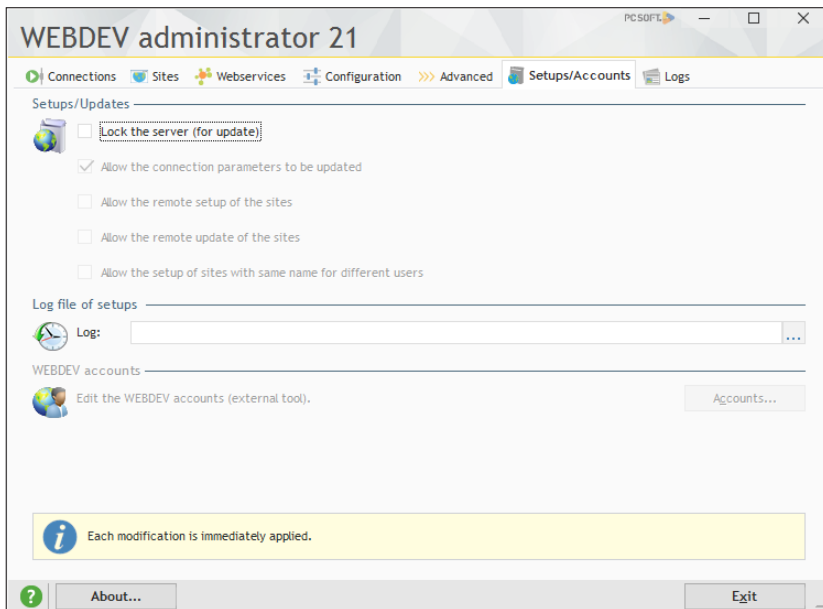 PC SOFT
WEBDEV administrator 21
Connections Sites Webservices Configuration Advanced Setups/Accounts Logs
Setups/Updates
Lock the server (for update)
Allow the connection parameters to be updated
Allow the remote setup of the sites
Allow the remote update of the sites
Allow the setup of sites with same name for different users
Log file of setups
Log:
...
WEBDEV accounts
Edit the WEBDEV accounts (external tool).
Accounts...
Each modification is immediately applied.
About...
Exit